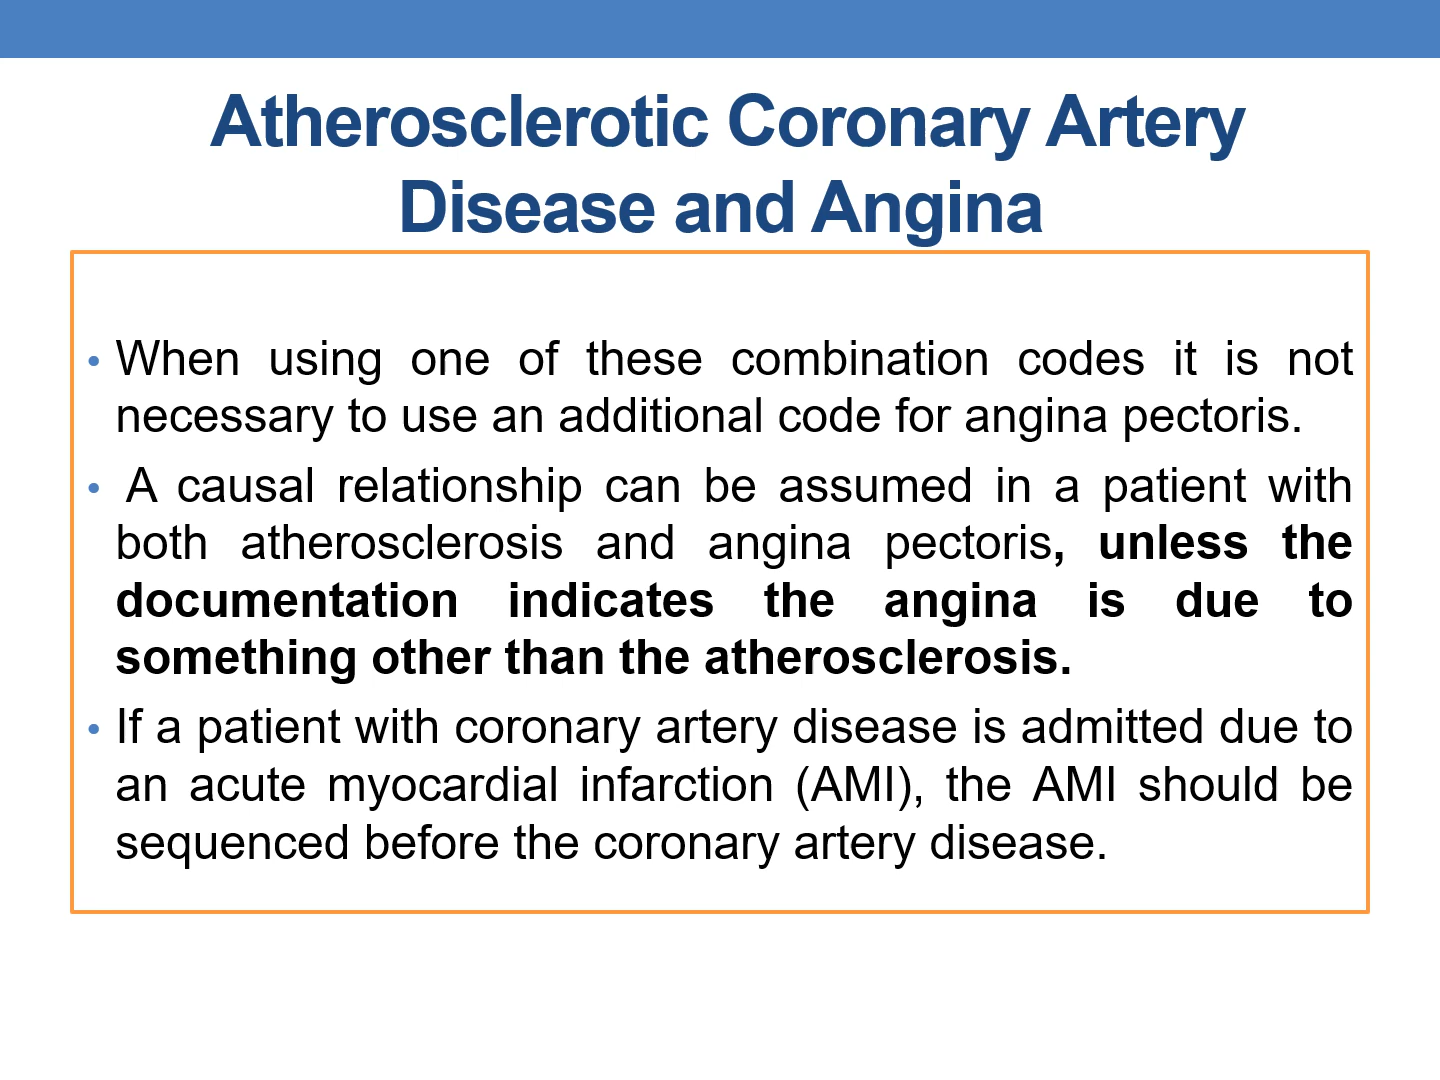 Atherosclerotic Coronary Artery
Disease and Angina
• When using one of these combination codes it is not
necessary to use an additional code for angina pectoris.
• A causal relationship can be assumed in a patient with
both atherosclerosis and angina pectoris, unless the
documentation indicates the angina is due to
something other than the atherosclerosis.
• If a patient with coronary artery disease is admitted due to
an acute myocardial infarction (AMI), the AMI should be
sequenced before the coronary artery disease.